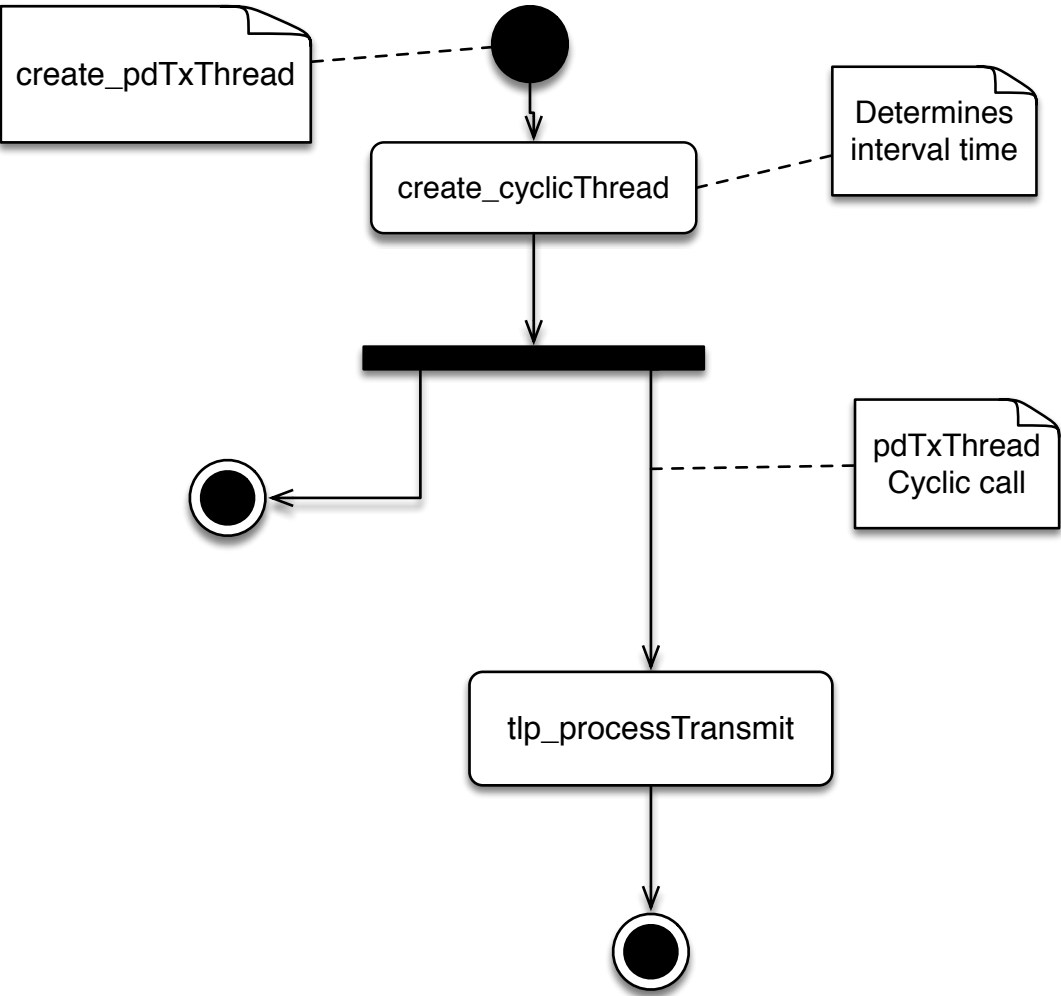 create_pdTxThread
Determines
interval time
create_cyclicThread
pdTxThread
Cyclic call
tlp_processTransmit